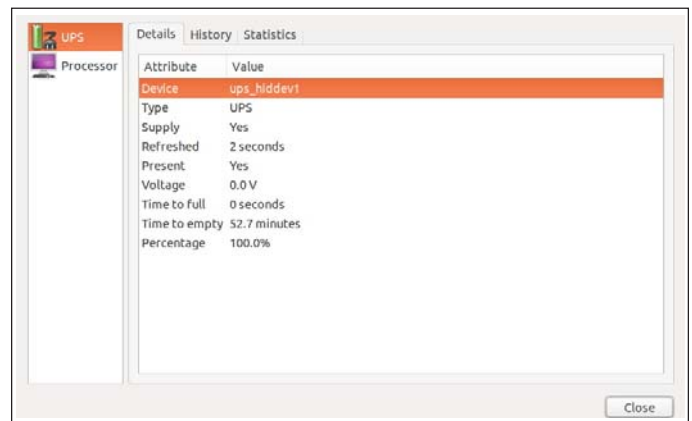 UPS
Processor
Details History Statistics
Attribute Value
Device ups_hiddev1
Type UPS
Supply Yes
Refreshed 2 seconds
Present Yes
Voltage 0.0 V
Time to full 0 seconds
Time to empty 52.7 minutes
Percentage 100.0%
Close